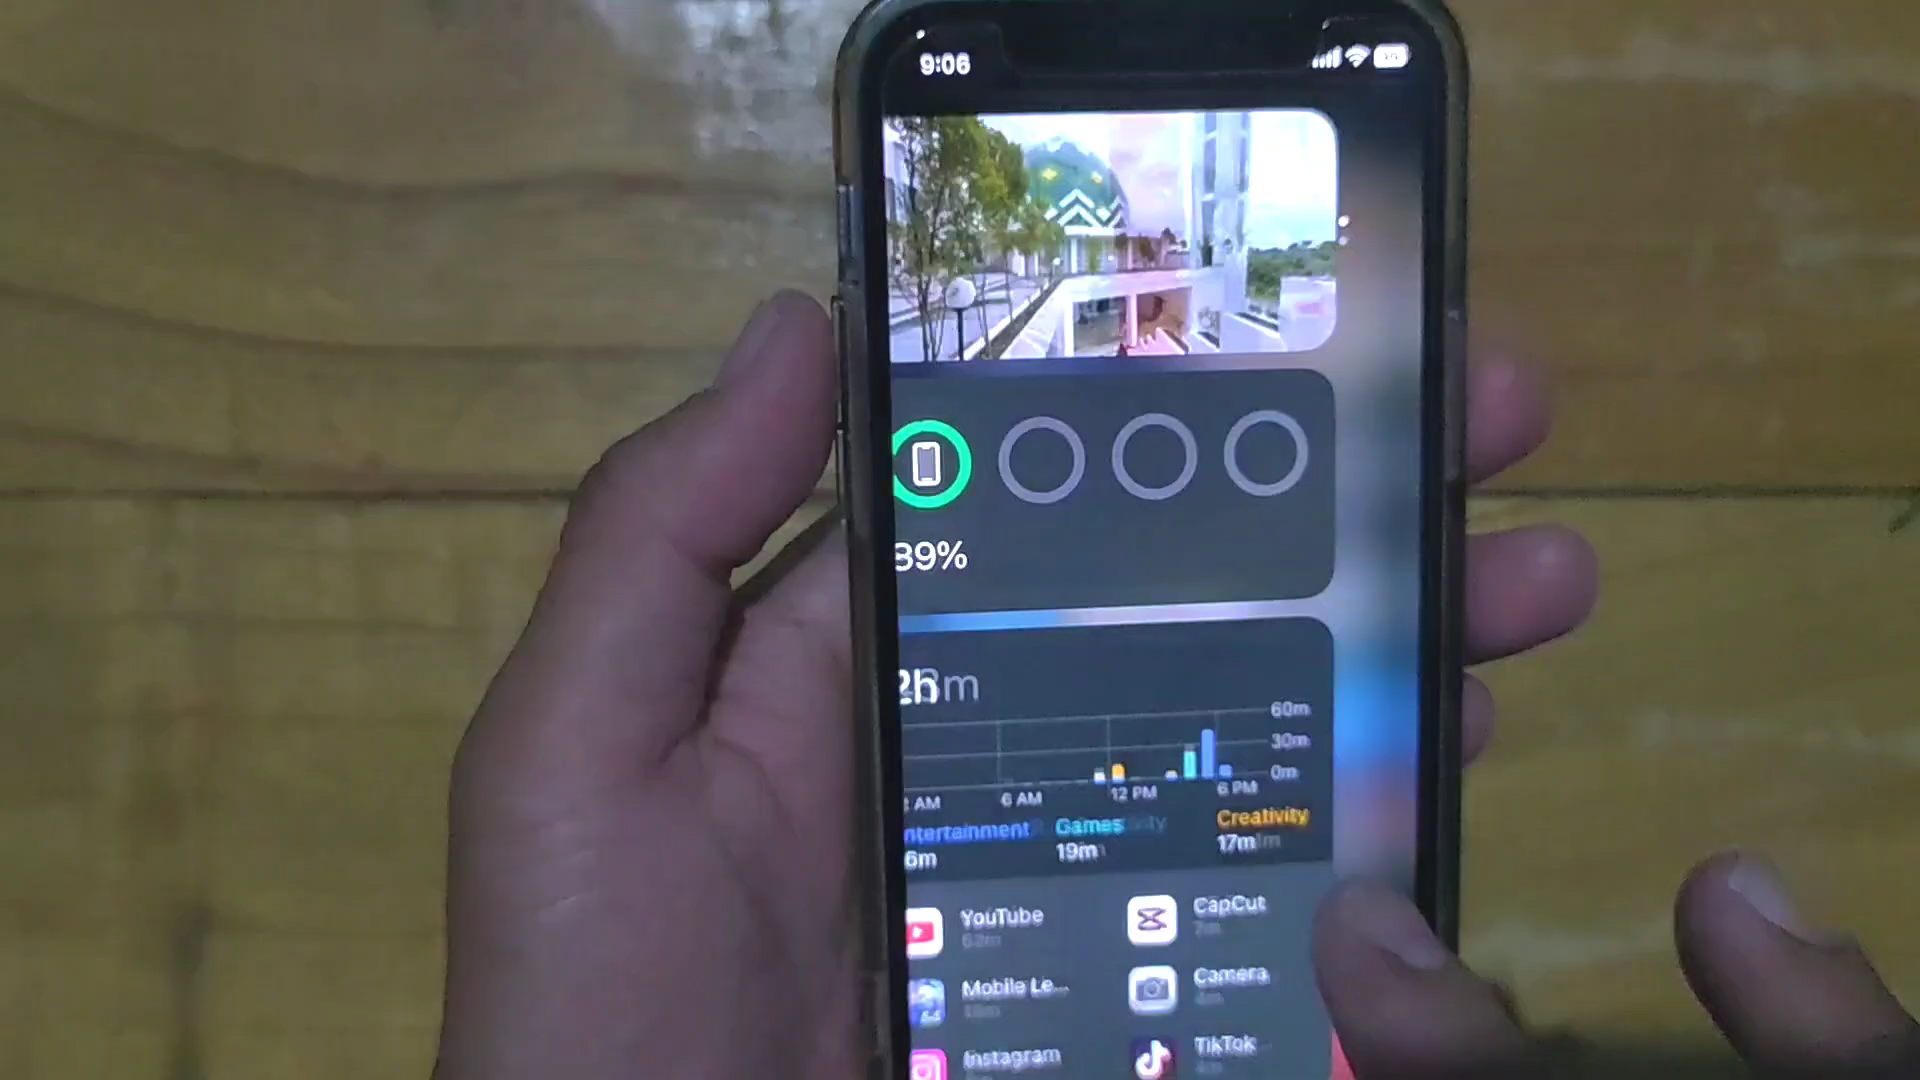 9:06
39%
2h
60m
30m
0m
AM
6 AM
12 PM
6 PM
ntertainment
Games
Creativity
6m
19m
17m
YouTube
CapCut
Mobile Le...
Camera
Instagram
TikTok